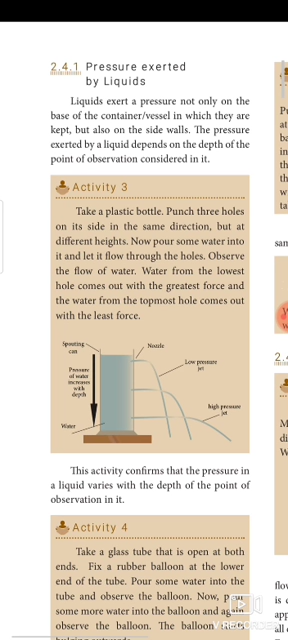 2.4.1 Pressure exerted
by Liquids
Liquids exert a pressure not only on the
base of the container/vessel in which they are
kept, but also on the side walls. The pressure
exerted by a liquid depends on the depth of the
point of observation considered in it.
Activity 3
Take a plastic bottle. Punch three holes
on its side in the same direction, but at
different heights. Now pour some water into
it and let it flow through the holes. Observe
the flow of water. Water from the lowest
hole comes out with the greatest force and
the water from the topmost hole comes out
with the least force.
Spouting
can
Nozzle
Low pressure
jet
Pressure
of water
increases
with
depth
high pressure
jet
Water
This activity confirms that the pressure in
a liquid varies with the depth of the point of
observation in it.
Activity 4
Take a glass tube that is open at both
ends. Fix a rubber balloon at the lower
end of the tube. Pour some water into the
tube and observe the balloon. Now, pour
some more water into the balloon and again
observe the balloon. The balloon
bulging outwards
sam
2.4
flow
is
app
all